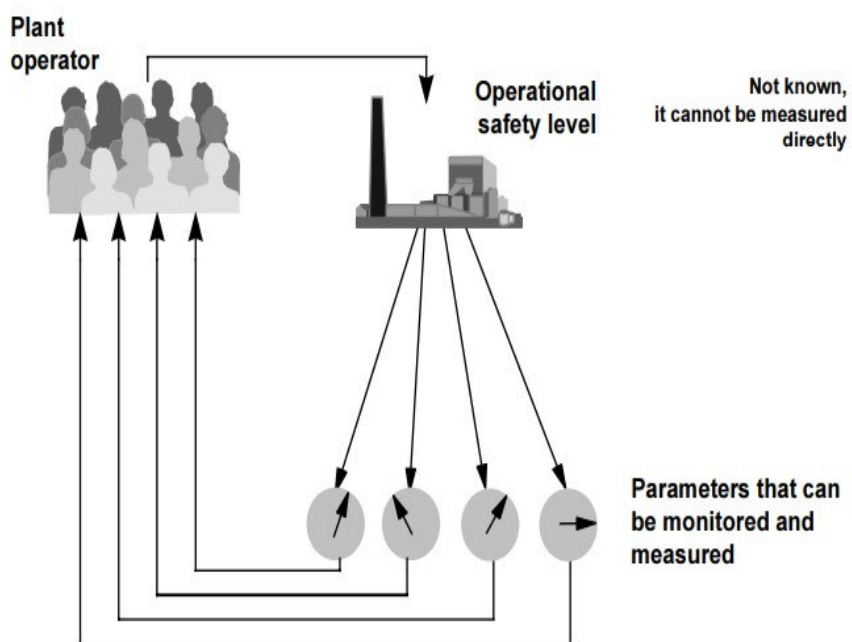 Plant
operator
Operational
safety level
Not known,
it cannot be measured
directly
Parameters that can
be monitored and
measured